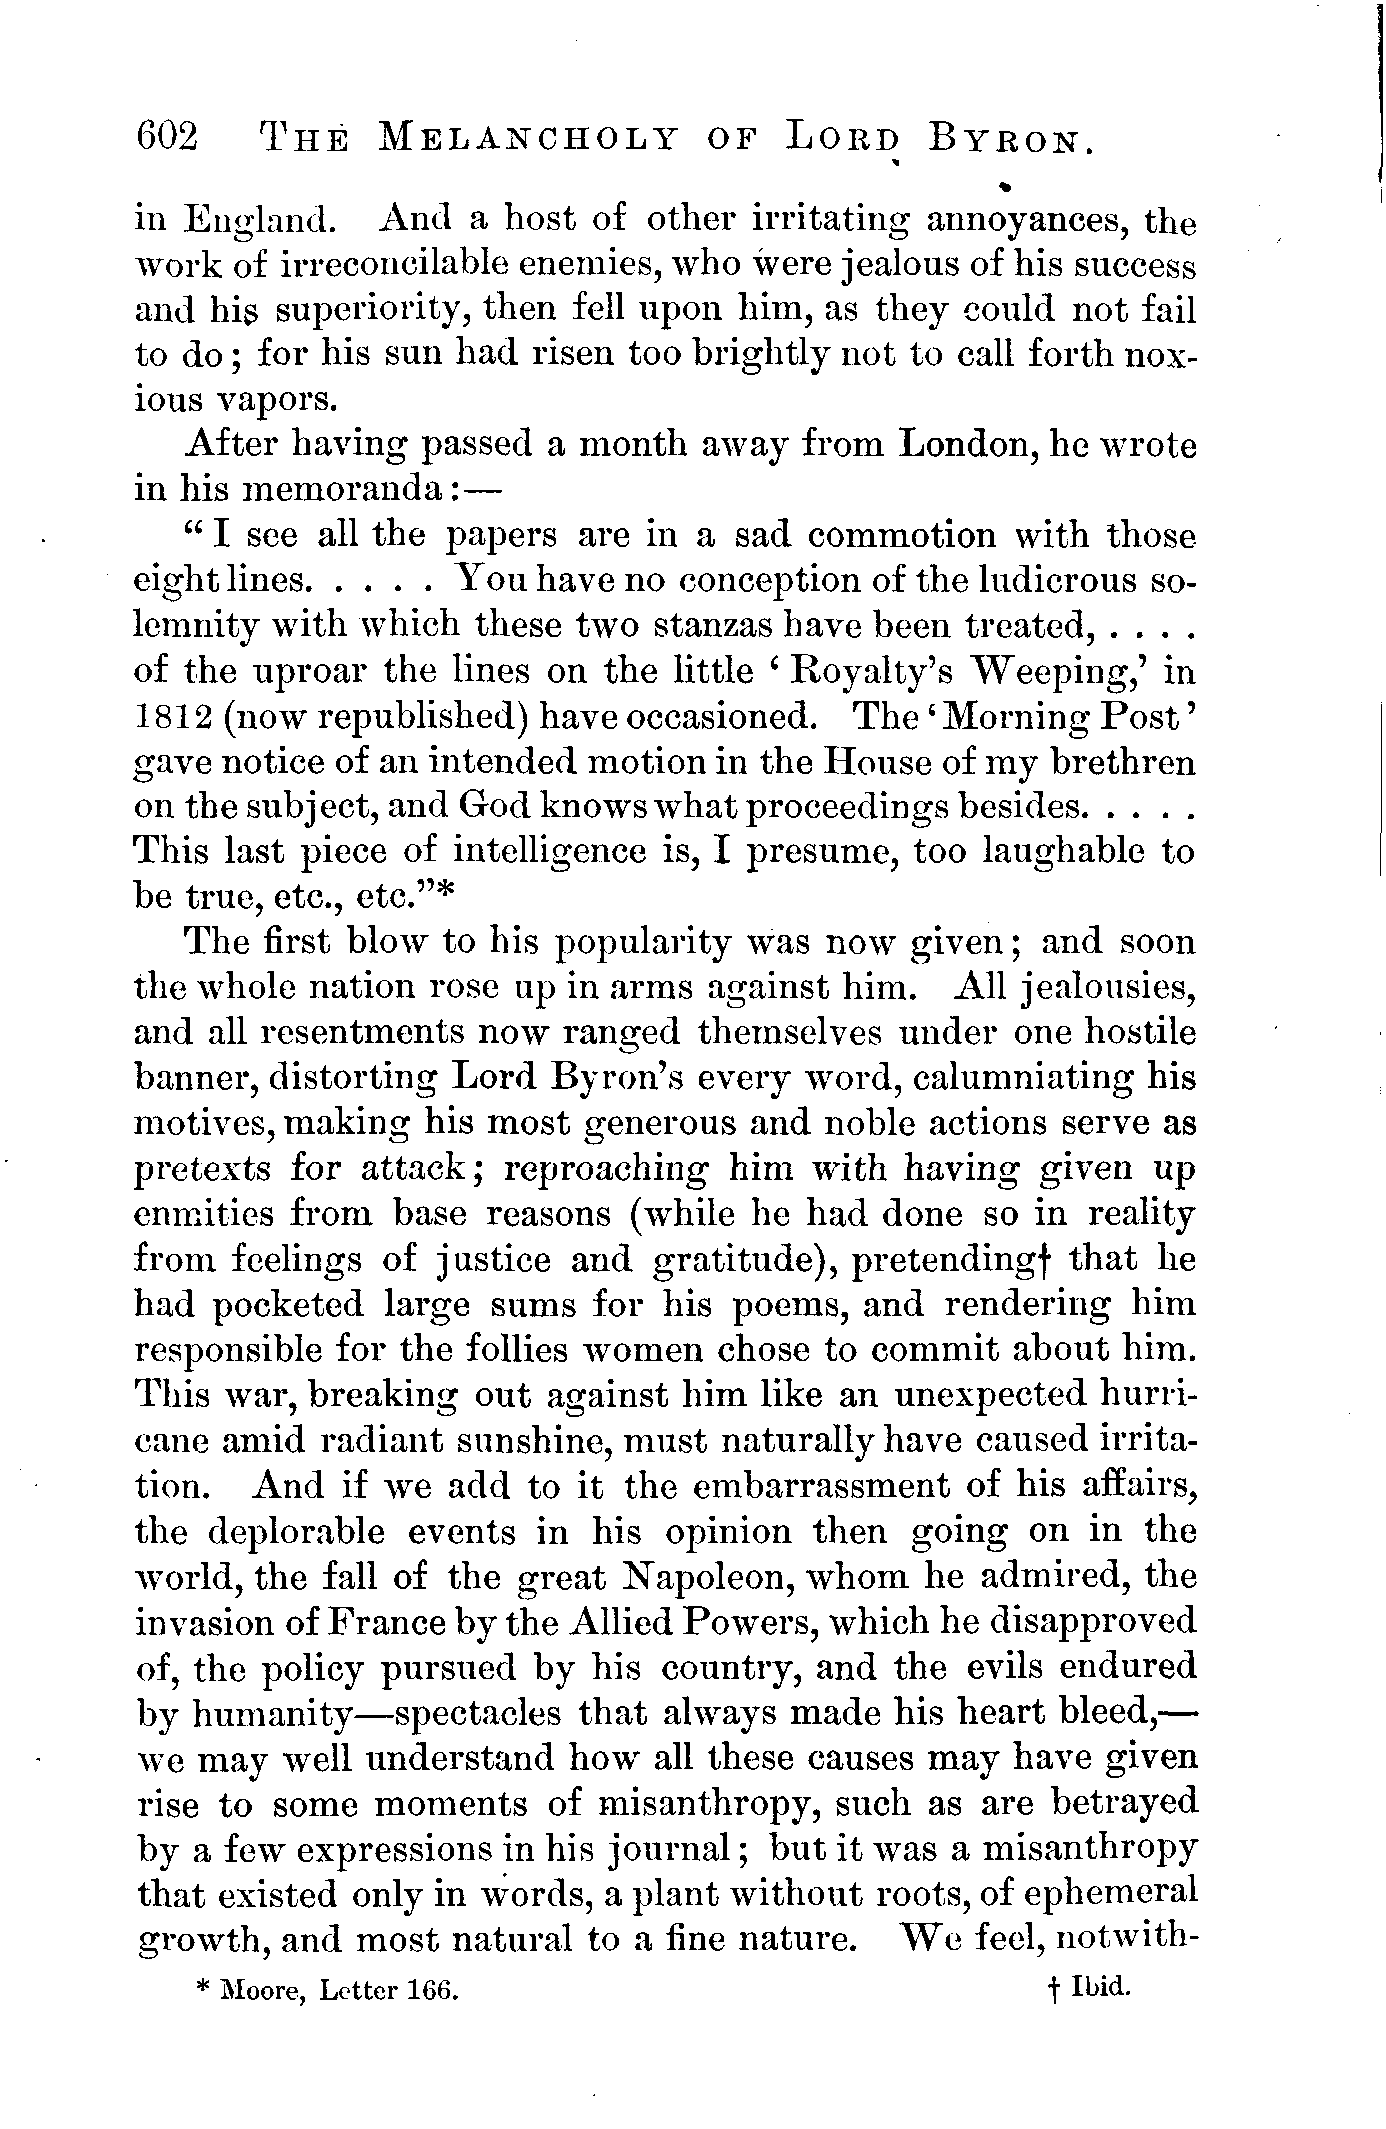 602 THE MELANCHOLY OF LORD BYRON.
in England. And a host of other irritating annoyances, the
work of irreconcilable enemies, who were jealous of his success
and his superiority, then fell upon him, as they could not fail
to do; for his sun had risen too brightly not to call forth nox-
ious vapors.
After having passed a month away from London, he wrote
in his memoranda:—
“I see all the papers are in a sad commotion with those
eight lines. . . . . You have no conception of the ludicrous so-
lemnity with which these two stanzas have been treated, . . . .
of the uproar the lines on the little ‘Royalty’s Weeping,’ in
1812 (now republished) have occasioned. The ‘Morning Post’
gave notice of an intended motion in the House of my brethren
on the subject, and God knows what proceedings besides. . . . .
This last piece of intelligence is, I presume, too laughable to
be true, etc., etc.”*
The first blow to his popularity was now given; and soon
the whole nation rose up in arms against him. All jealousies,
and all resentments now ranged themselves under one hostile
banner, distorting Lord Byron’s every word, calumniating his
motives, making his most generous and noble actions serve as
pretexts for attack; reproaching him with having given up
enmities from base reasons (while he had done so in reality
from feelings of justice and gratitude), pretending† that he
had pocketed large sums for his poems, and rendering him
responsible for the follies women chose to commit about him.
This war, breaking out against him like an unexpected hurri-
cane amid radiant sunshine, must naturally have caused irrita-
tion. And if we add to it the embarrassment of his affairs,
the deplorable events in his opinion then going on in the
world, the fall of the great Napoleon, whom he admired, the
invasion of France by the Allied Powers, which he disapproved
of, the policy pursued by his country, and the evils endured
by humanity—spectacles that always made his heart bleed,—
we may well understand how all these causes may have given
rise to some moments of misanthropy, such as are betrayed
by a few expressions in his journal; but it was a misanthropy
that existed only in words, a plant without roots, of ephemeral
growth, and most natural to a fine nature. We feel, notwith-
* Moore, Letter 166. † Ibid.